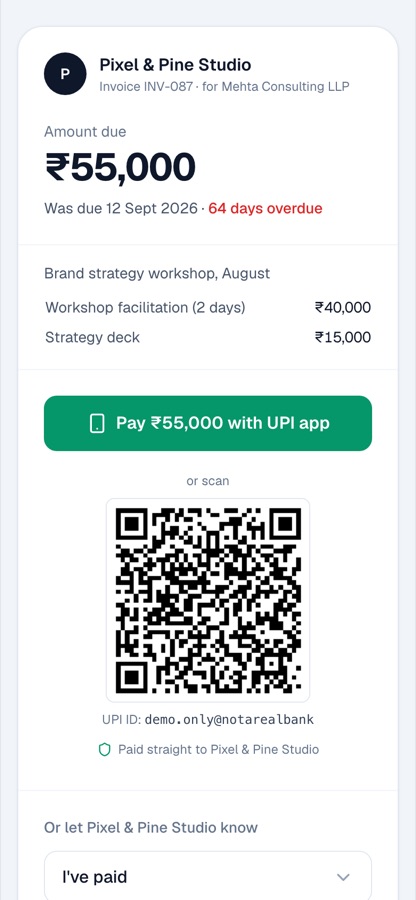 P
Pixel & Pine Studio
Invoice INV-087 · for Mehta Consulting LLP
Amount due
₹55,000
Was due 12 Sept 2026 · 64 days overdue
Brand strategy workshop, August
Workshop facilitation (2 days) ₹40,000
Strategy deck ₹15,000
Pay ₹55,000 with UPI app
or scan
UPI ID: demo.only@notarealbank
Paid straight to Pixel & Pine Studio
Or let Pixel & Pine Studio know
I've paid